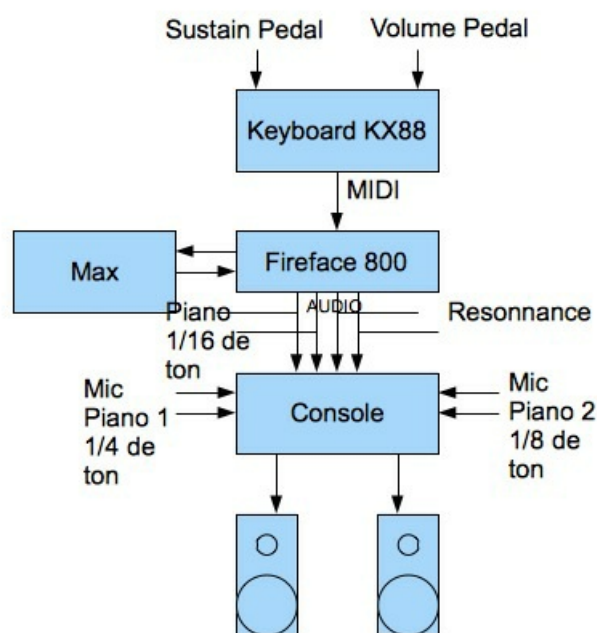 Sustain Pedal
Volume Pedal
Keyboard KX88
MIDI
Max
Fireface 800
AUDIO
Piano
1/16 de
ton
Resonnance
Mic
Piano 1
1/4 de
ton
Console
Mic
Piano 2
1/8 de
ton